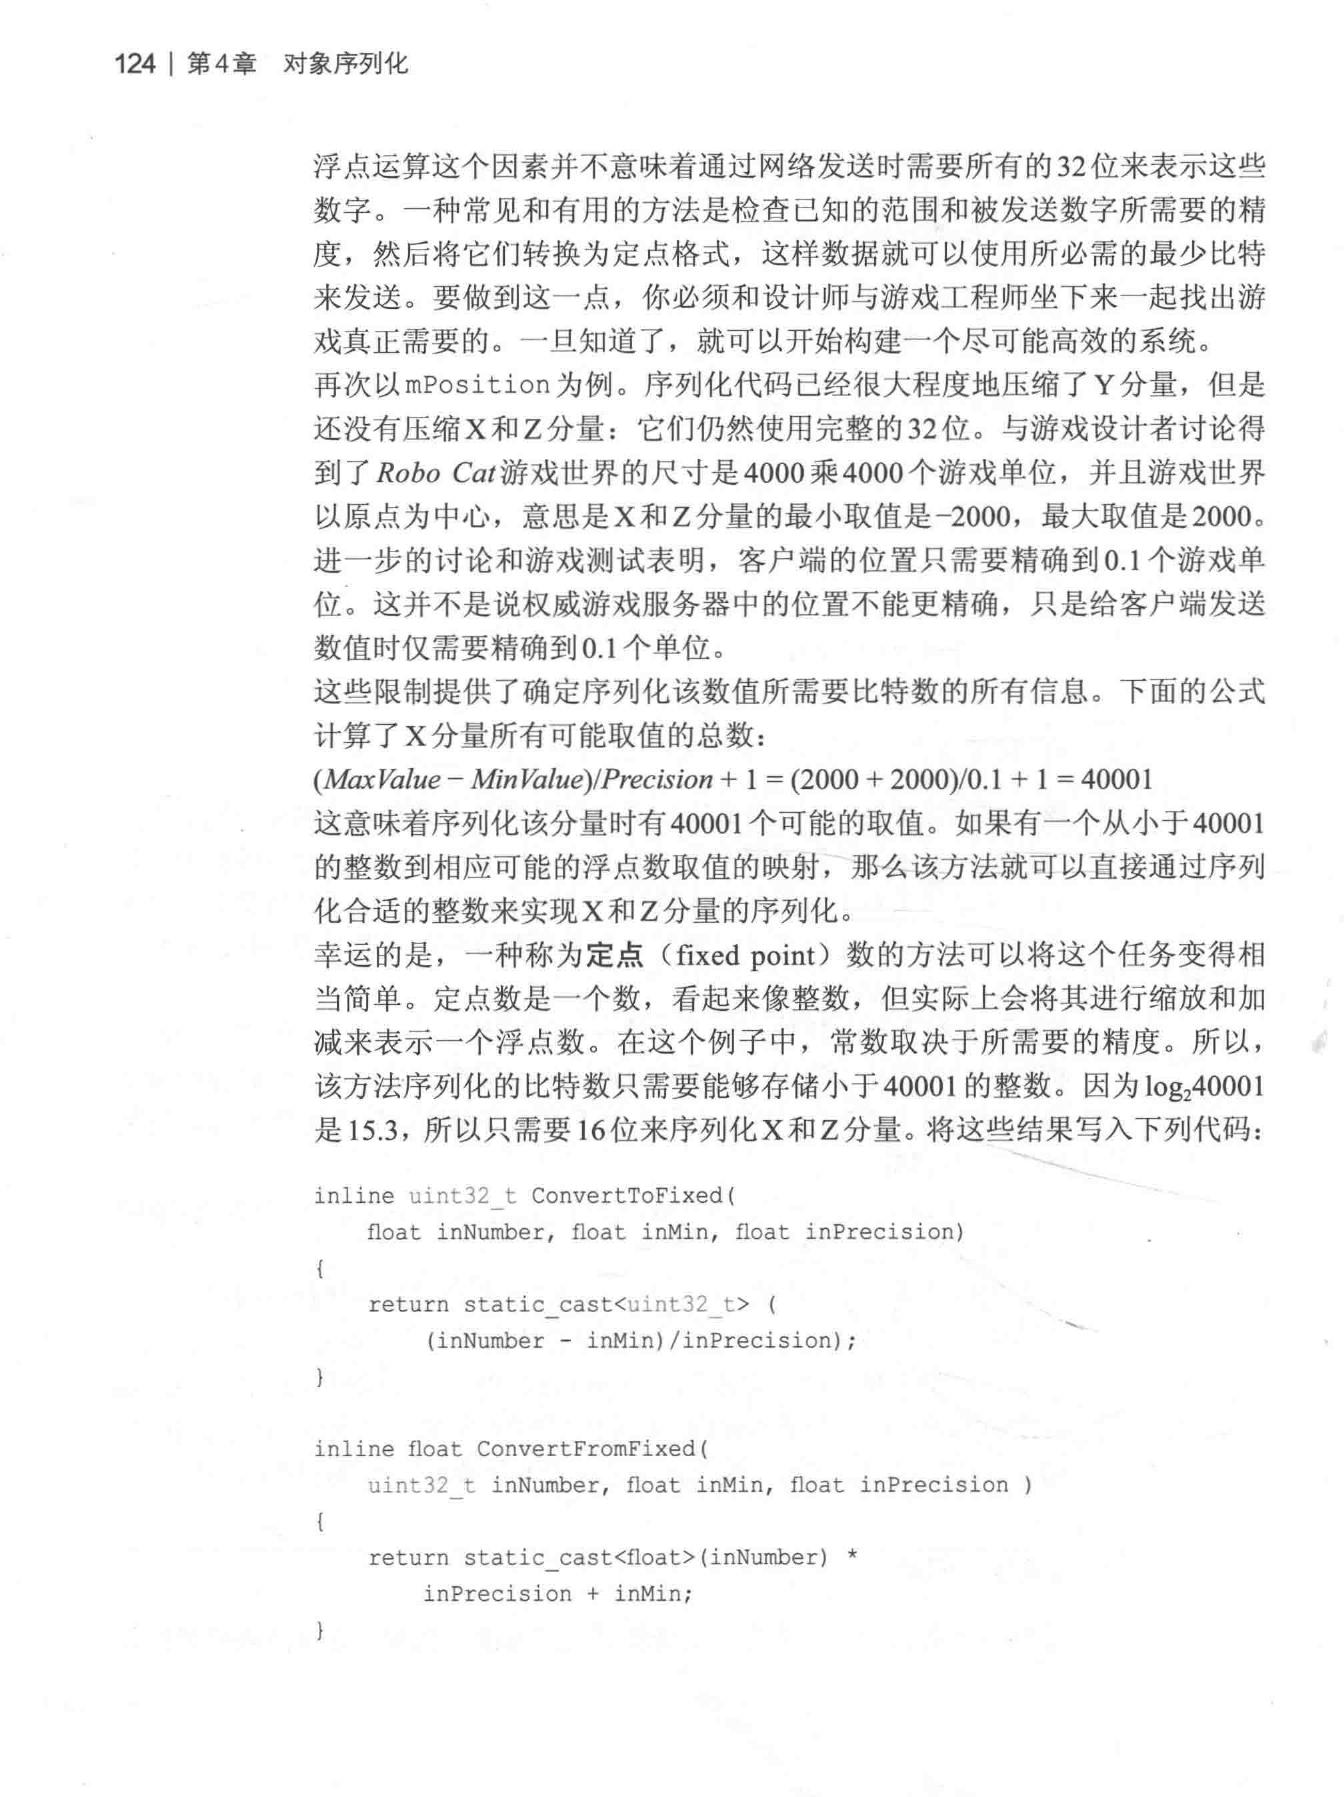 124 | 第4章 对象序列化
浮点运算这个因素并不意味着通过网络发送时需要所有的32位来表示这些
数字。一种常见和有用的方法是检查已知的范围和被发送数字所需要的精
度，然后将它们转换为定点格式，这样数据就可以使用所必需的最少比特
来发送。要做到这一点，你必须和设计师与游戏工程师坐下来一起找出游
戏真正需要的。一旦知道了，就可以开始构建一个尽可能高效的系统。
再次以mPosition为例。序列化代码已经很大程度地压缩了Y分量，但是
还没有压缩X和Z分量：它们仍然使用完整的32位。与游戏设计者讨论得
到了Robo Cat游戏世界的尺寸是4000乘4000个游戏单位，并且游戏世界
以原点为中心，意思是X和Z分量的最小取值是−2000，最大取值是2000。
进一步的讨论和游戏测试表明，客户端的位置只需要精确到0.1个游戏单
位。这并不是说权威游戏服务器中的位置不能更精确，只是给客户端发送
数值时仅需要精确到0.1个单位。
这些限制提供了确定序列化该数值所需要比特数的所有信息。下面的公式
计算了X分量所有可能取值的总数：
(MaxValue − MinValue)/Precision + 1 = (2000 + 2000)/0.1 + 1 = 40001
这意味着序列化该分量时有40001个可能的取值。如果有一个从小于40001
的整数到相应可能的浮点数取值的映射，那么该方法就可以直接通过序列
化合适的整数来实现X和Z分量的序列化。
幸运的是，一种称为定点（fixed point）数的方法可以将这个任务变得相
当简单。定点数是一个数，看起来像整数，但实际上会将其进行缩放和加
减来表示一个浮点数。在这个例子中，常数取决于所需要的精度。所以，
该方法序列化的比特数只需要能够存储小于40001的整数。因为log₂40001
是15.3，所以只需要16位来序列化X和Z分量。将这些结果写入下列代码：
inline uint32_t ConvertToFixed(
    float inNumber, float inMin, float inPrecision)
{
    return static_cast<uint32_t> (
        (inNumber - inMin)/inPrecision);
}
inline float ConvertFromFixed(
    uint32_t inNumber, float inMin, float inPrecision )
{
    return static_cast<float>(inNumber) *
        inPrecision + inMin;
}